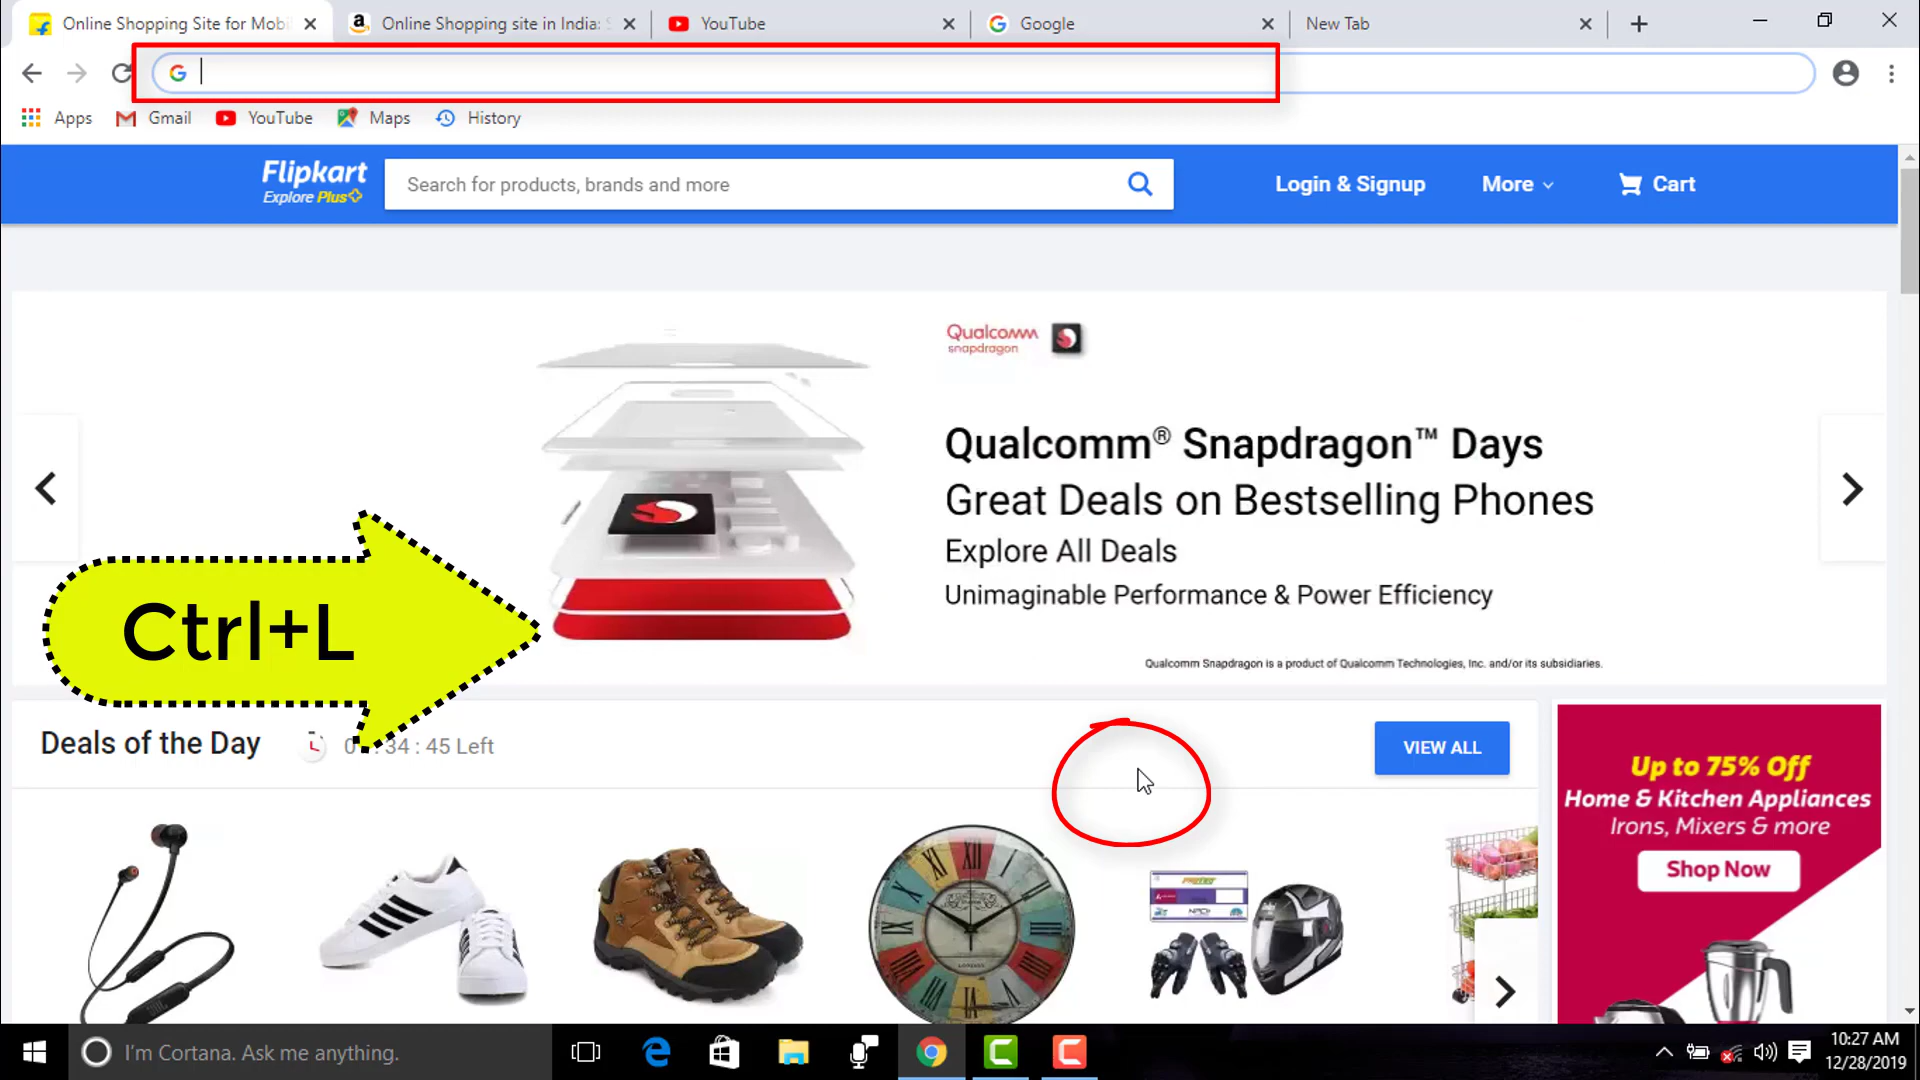 Online Shopping Site for Mobi
Online Shopping site in India: S
YouTube
Google
New Tab
Apps
Gmail
YouTube
Maps
History
Flipkart
Explore Plus
Search for products, brands and more
Login & Signup
More
Cart
Qualcomm
snapdragon
Qualcomm® Snapdragon™ Days
Great Deals on Bestselling Phones
Explore All Deals
Unimaginable Performance & Power Efficiency
Qualcomm Snapdragon is a product of Qualcomm Technologies, Inc. and/or its subsidiaries.
Ctrl+L
Deals of the Day
34 : 45 Left
VIEW ALL
Up to 75% Off
Home & Kitchen Appliances
Irons, Mixers & more
Shop Now
I'm Cortana. Ask me anything.
10:27 AM
12/28/2019